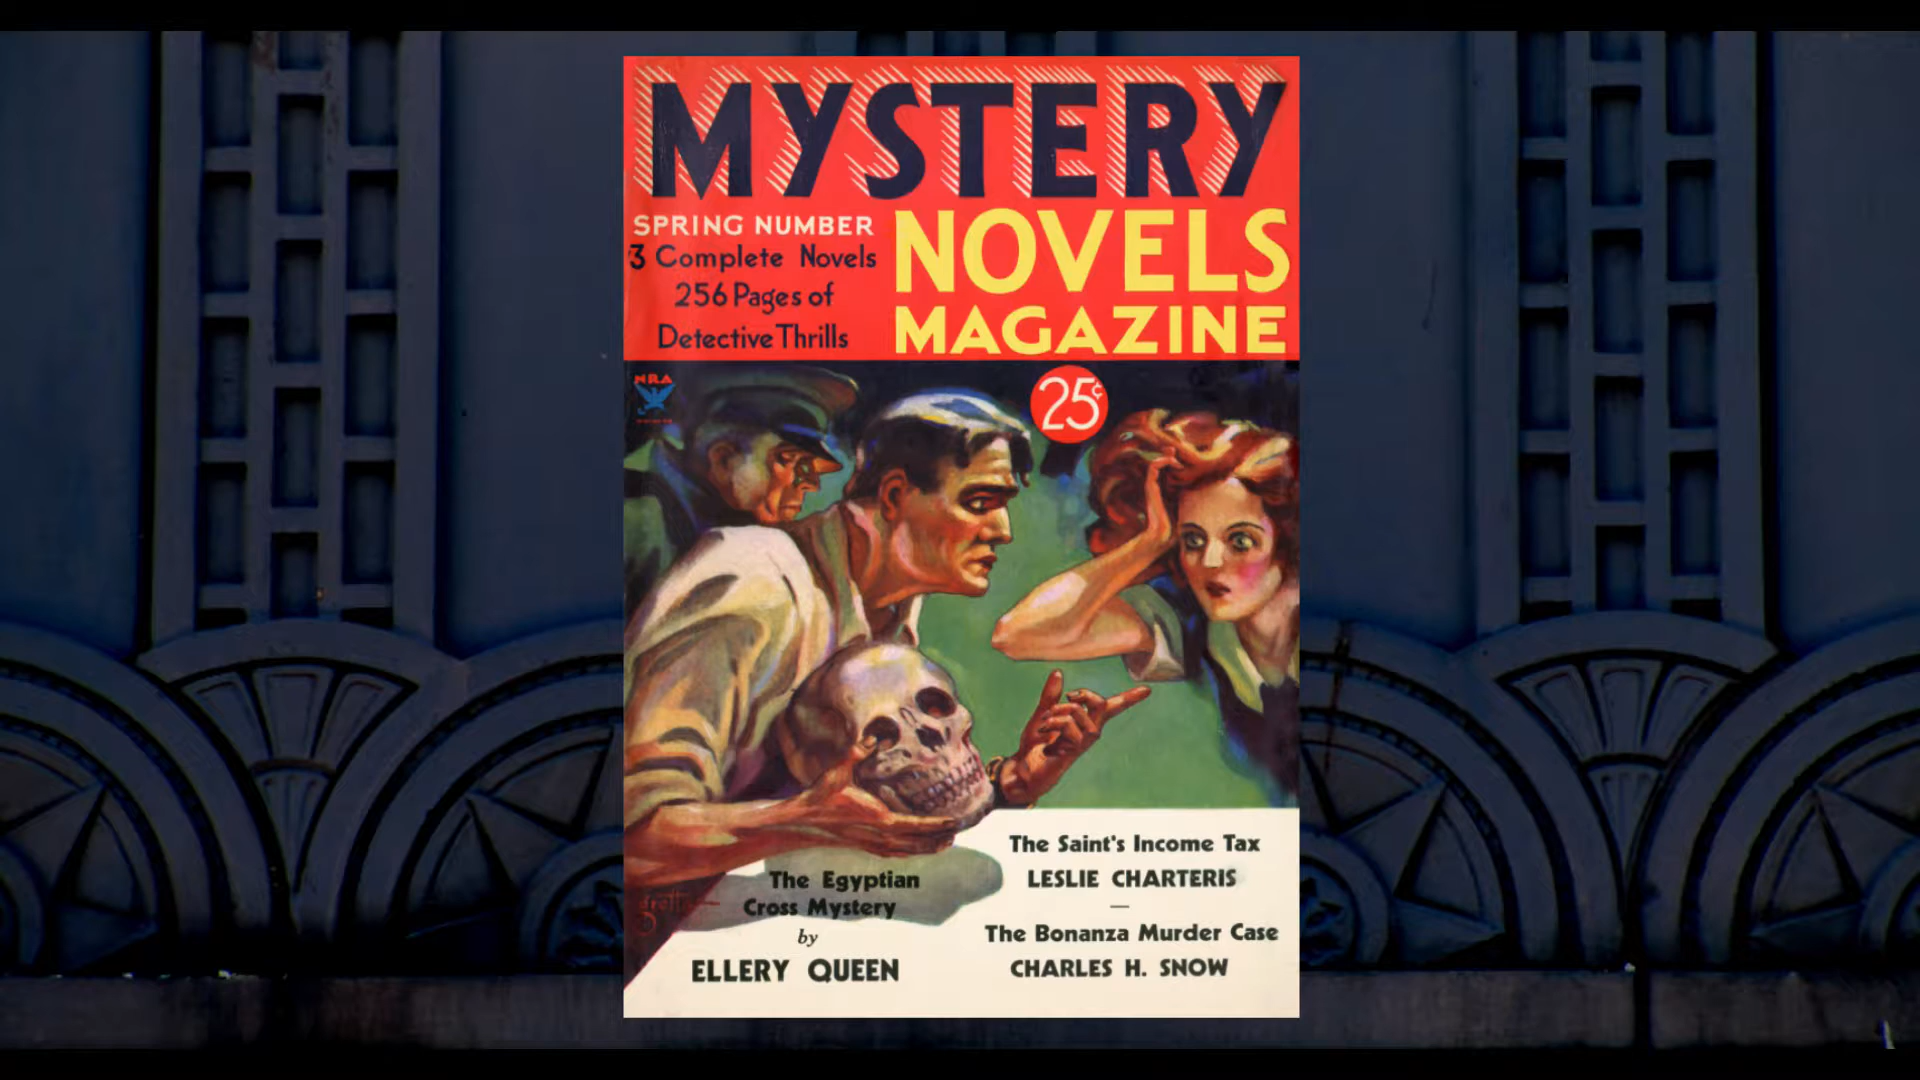 MYSTERY
NOVELS
MAGAZINE
SPRING NUMBER
3 Complete Novels
256 Pages of
Detective Thrills
NRA
25¢
The Saint's Income Tax
LESLIE CHARTERIS
The Bonanza Murder Case
CHARLES H. SNOW
The Egyptian
Cross Mystery
by
ELLERY QUEEN